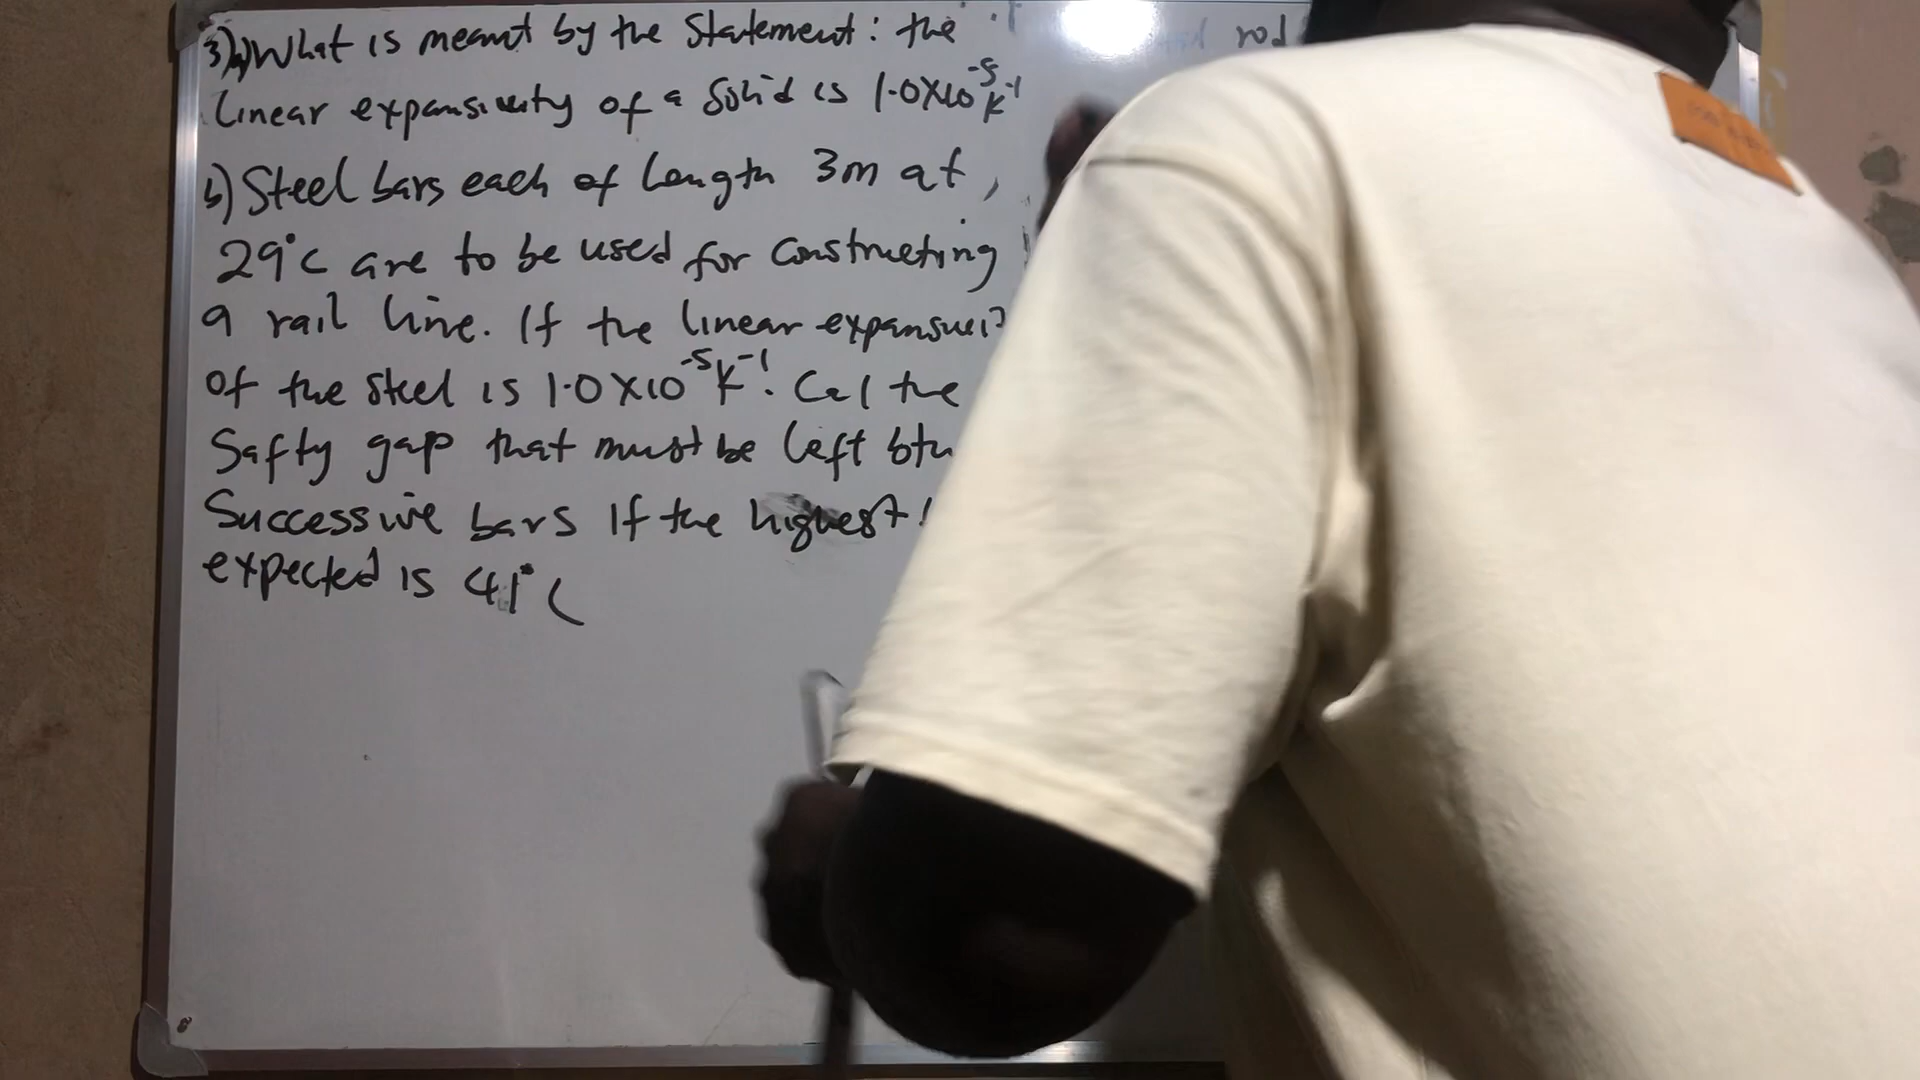 3)a) What is meant by the Statement: the
Linear expansivity of a Solid is 1.0X10⁻⁵K⁻¹
b) Steel bars each of Length 3m at,
29°C are to be used for Constructing
a rail line. If the linear
of the steel is 1.0X10⁻⁵K⁻¹. Cal the
Safty gap that must be left btw
Successive bars If the highest
expected is 41°C
rod